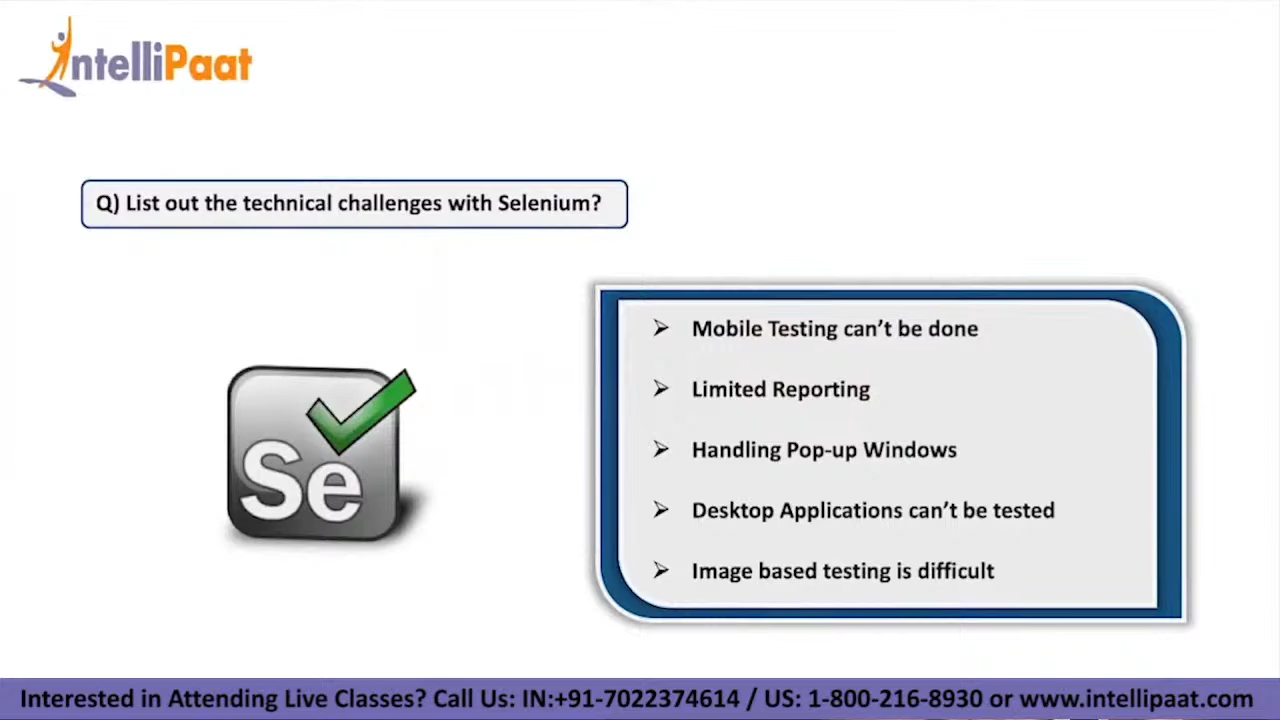 IntelliPaat
Q) List out the technical challenges with Selenium?
Mobile Testing can't be done
Limited Reporting
Handling Pop-up Windows
Desktop Applications can't be tested
Image based testing is difficult
Se
Interested in Attending Live Classes? Call Us: IN:+91-7022374614 / US: 1-800-216-8930 or www.intellipaat.com